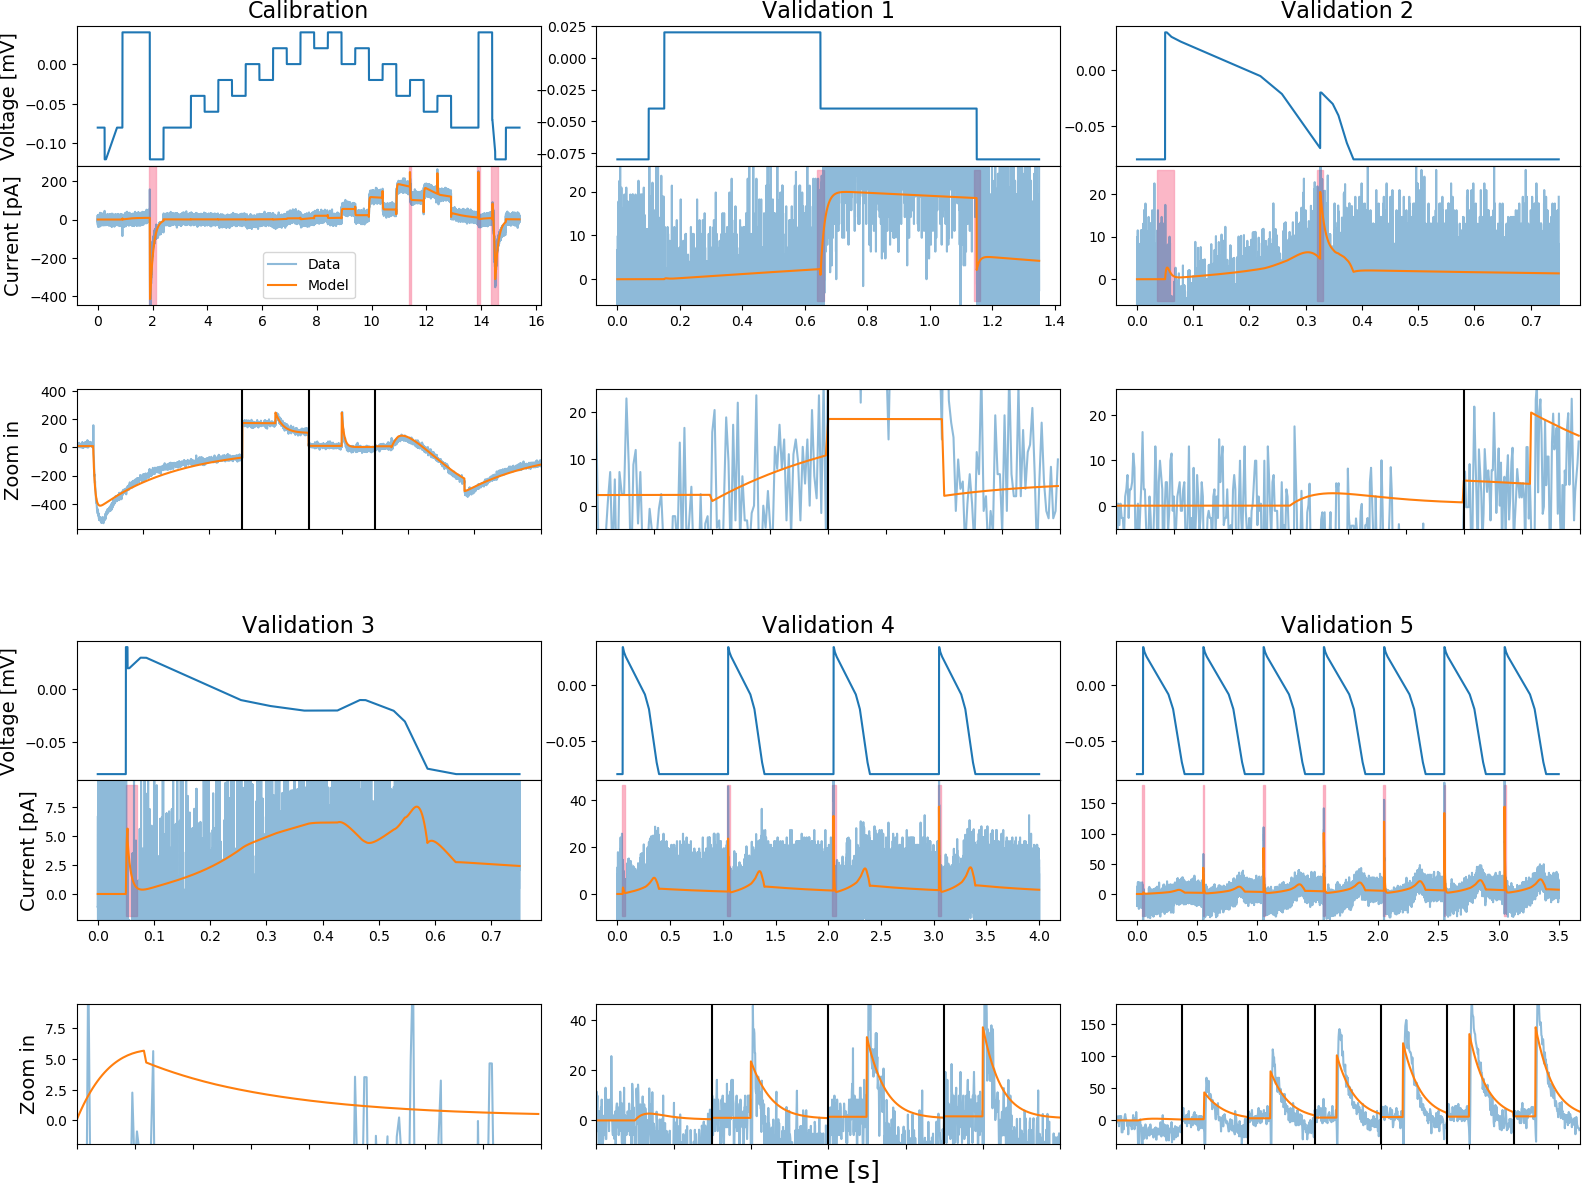 Calibration
Validation 1
Validation 2
Voltage [mV]
0.00
−0.05
−0.10
0.025
0.000
−0.025
−0.050
−0.075
0.00
−0.05
Current [pA]
200
0
−200
−400
Data
Model
0 2 4 6 8 10 12 14 16
20
10
0
0.0 0.2 0.4 0.6 0.8 1.0 1.2 1.4
20
10
0
0.0 0.1 0.2 0.3 0.4 0.5 0.6 0.7
Zoom in
400
200
0
−200
−400
20
10
0
20
10
0
Validation 3
Validation 4
Validation 5
Voltage [mV]
0.00
−0.05
0.00
−0.05
0.00
−0.05
Current [pA]
7.5
5.0
2.5
0.0
0.0 0.1 0.2 0.3 0.4 0.5 0.6 0.7
40
20
0
0.0 0.5 1.0 1.5 2.0 2.5 3.0 3.5 4.0
150
100
50
0
0.0 0.5 1.0 1.5 2.0 2.5 3.0 3.5
Zoom in
7.5
5.0
2.5
0.0
40
20
0
150
100
50
0
Time [s]